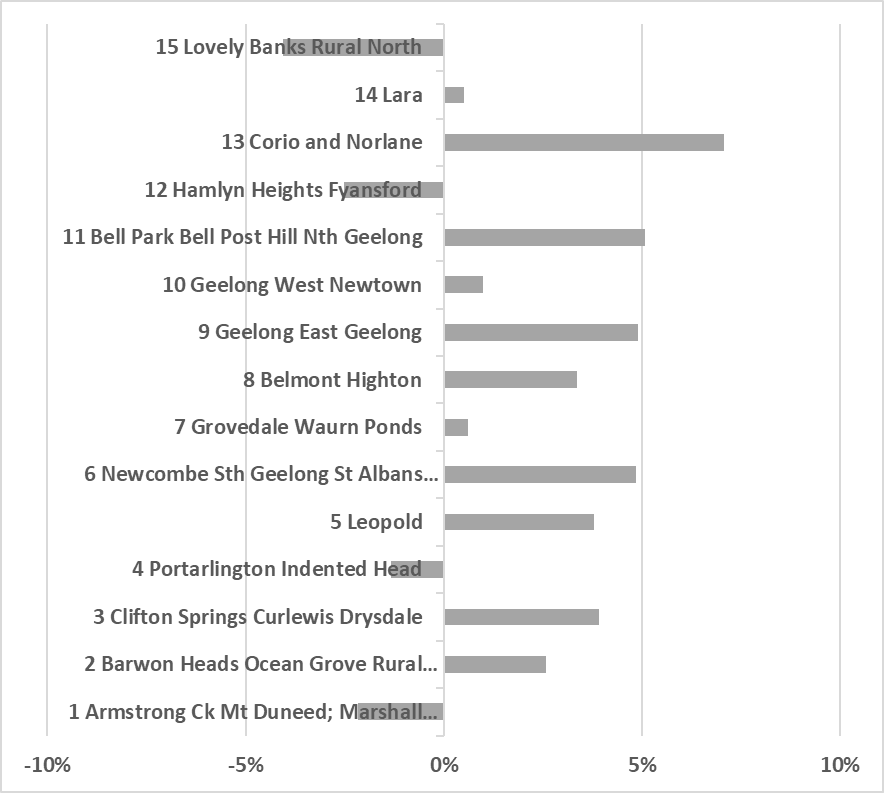 15 Lovely Banks Rural North
14 Lara
13 Corio and Norlane
12 Hamlyn Heights Fyansford
11 Bell Park Bell Post Hill Nth Geelong
10 Geelong West Newtown
9 Geelong East Geelong
8 Belmont Highton
7 Grovedale Waurn Ponds
6 Newcombe Sth Geelong St Albans…
5 Leopold
4 Portarlington Indented Head
3 Clifton Springs Curlewis Drysdale
2 Barwon Heads Ocean Grove Rural…
1 Armstrong Ck Mt Duneed; Marshall…
-10% -5% 0% 5% 10%